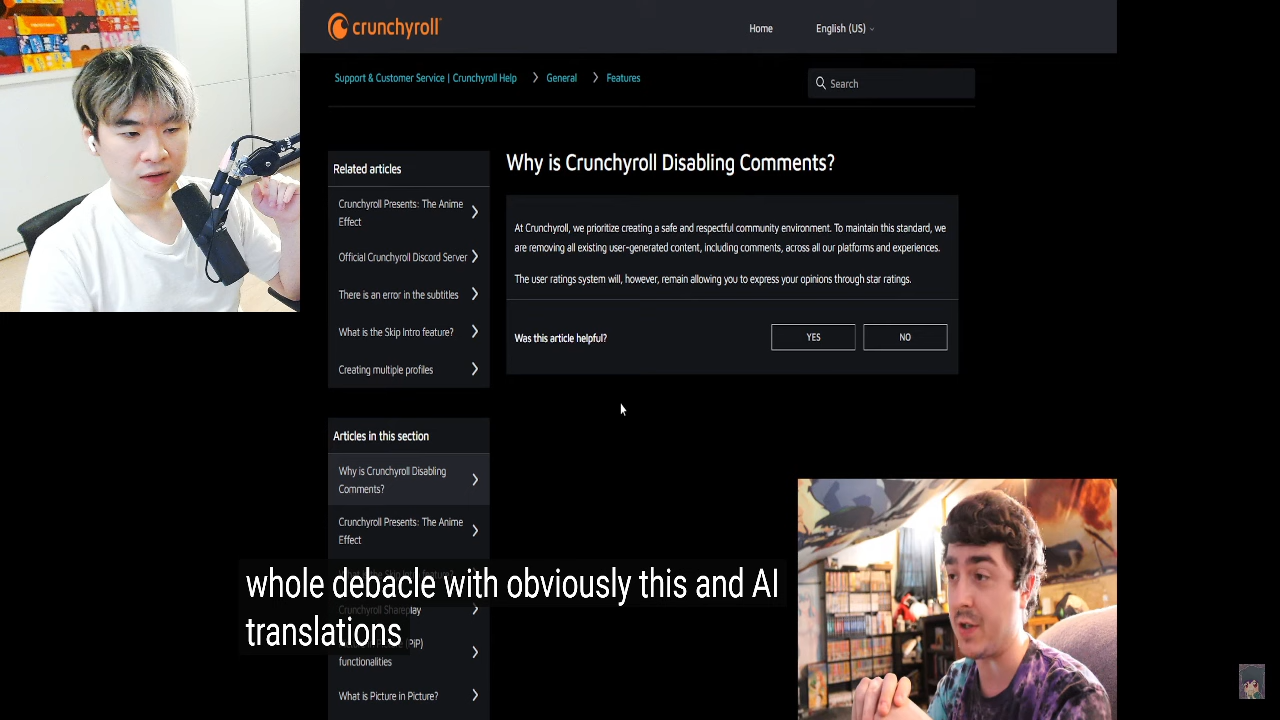 crunchyroll
Home
English (US)
Support & Customer Service | Crunchyroll Help
General
Features
Search
Related articles
Crunchyroll Presents: The Anime
Effect
Official Crunchyroll Discord Server
There is an error in the subtitles
What is the Skip Intro feature?
Creating multiple profiles
Why is Crunchyroll Disabling Comments?
At Crunchyroll, we prioritize creating a safe and respectful community environment. To maintain this standard, we
are removing all existing user-generated content, including comments, across all our platforms and experiences.
The user ratings system will, however, remain allowing you to express your opinions through star ratings.
Was this article helpful?
YES
NO
Articles in this section
Why is Crunchyroll Disabling
Comments?
Crunchyroll Presents: The Anime
Effect
whole debacle with obviously this and AI
translations
(PiP)
functionalities
What is Picture in Picture?